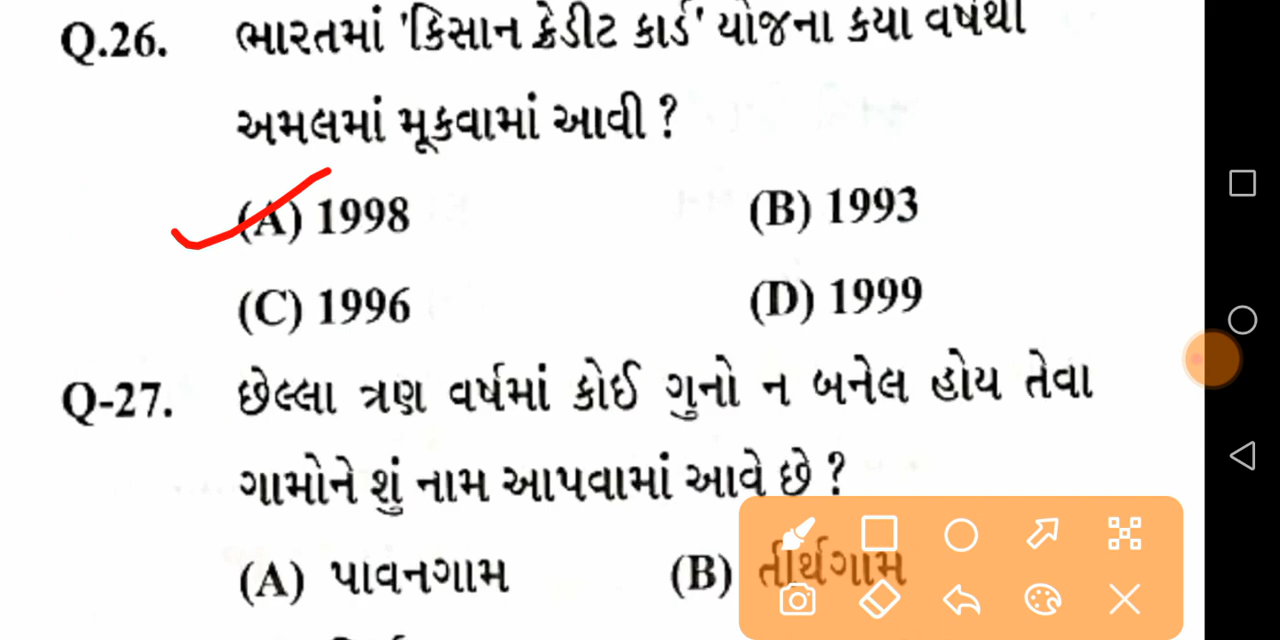 Q.26. ભારતમાં 'કિસાન ક્રેડીટ કાર્ડ' યોજના કયા વર્ષથી
અમલમાં મૂકવામાં આવી ?
(A) 1998 (B) 1993
(C) 1996 (D) 1999
Q-27. છેલ્લા ત્રણ વર્ષમાં કોઈ ગુનો ન બનેલ હોય તેવા
ગામોને શું નામ આપવામાં આવે છે ?
(A) પાવનગામ (B) તીર્થગામ